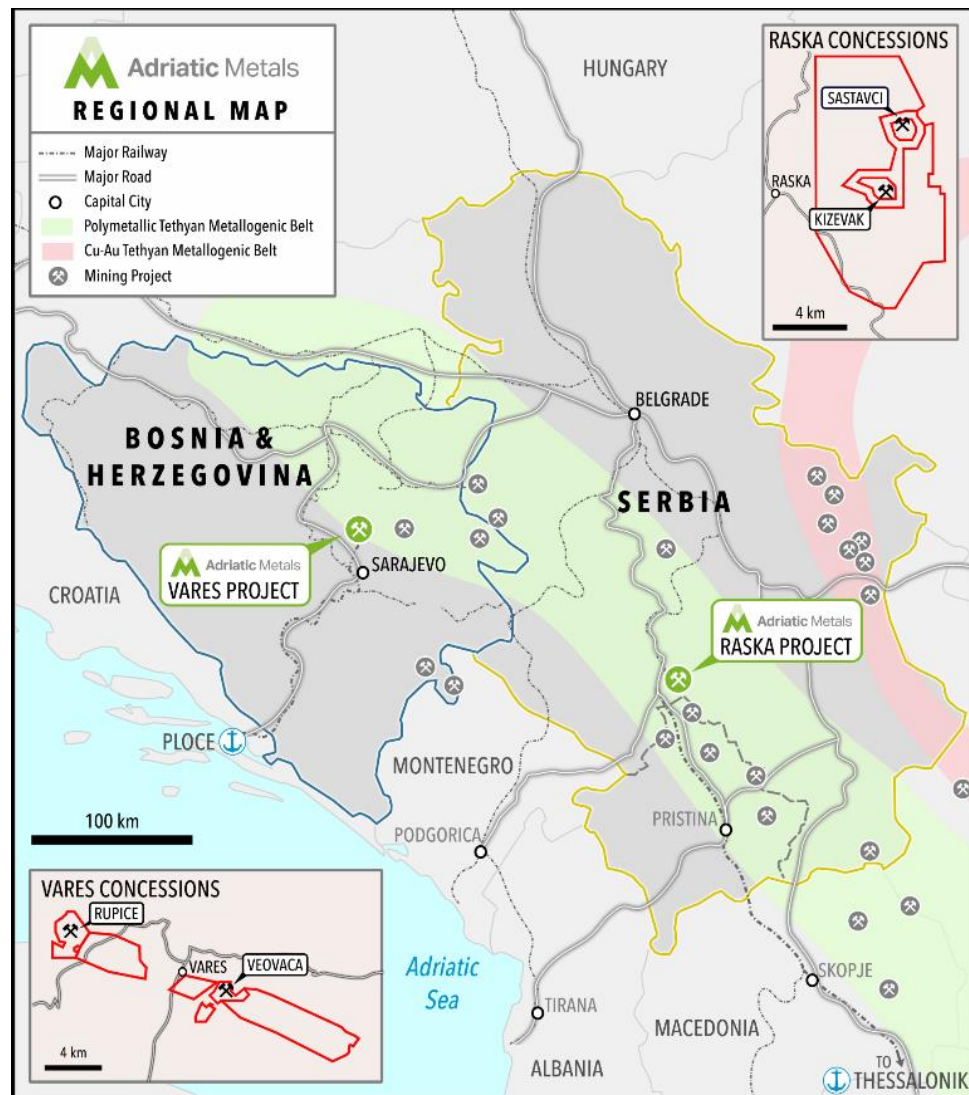 Adriatic Metals
REGIONAL MAP
Major Railway
Major Road
Capital City
Polymetallic Tethyan Metallogenic Belt
Cu-Au Tethyan Metallogenic Belt
Mining Project
HUNGARY
RASKA CONCESSIONS
SASTAVCI
RASKA
KIZEVAK
4 km
BELGRADE
BOSNIA &
HERZEGOVINA
SERBIA
Adriatic Metals
VARES PROJECT
SARAJEVO
CROATIA
Adriatic Metals
RASKA PROJECT
PLOCE
MONTENEGRO
100 km
PODGORICA
PRISTINA
VARES CONCESSIONS
RUPICE
VARES
VEOVACA
4 km
Adriatic
Sea
SKOPJE
TIRANA
MACEDONIA
ALBANIA
TO
THESSALONIK